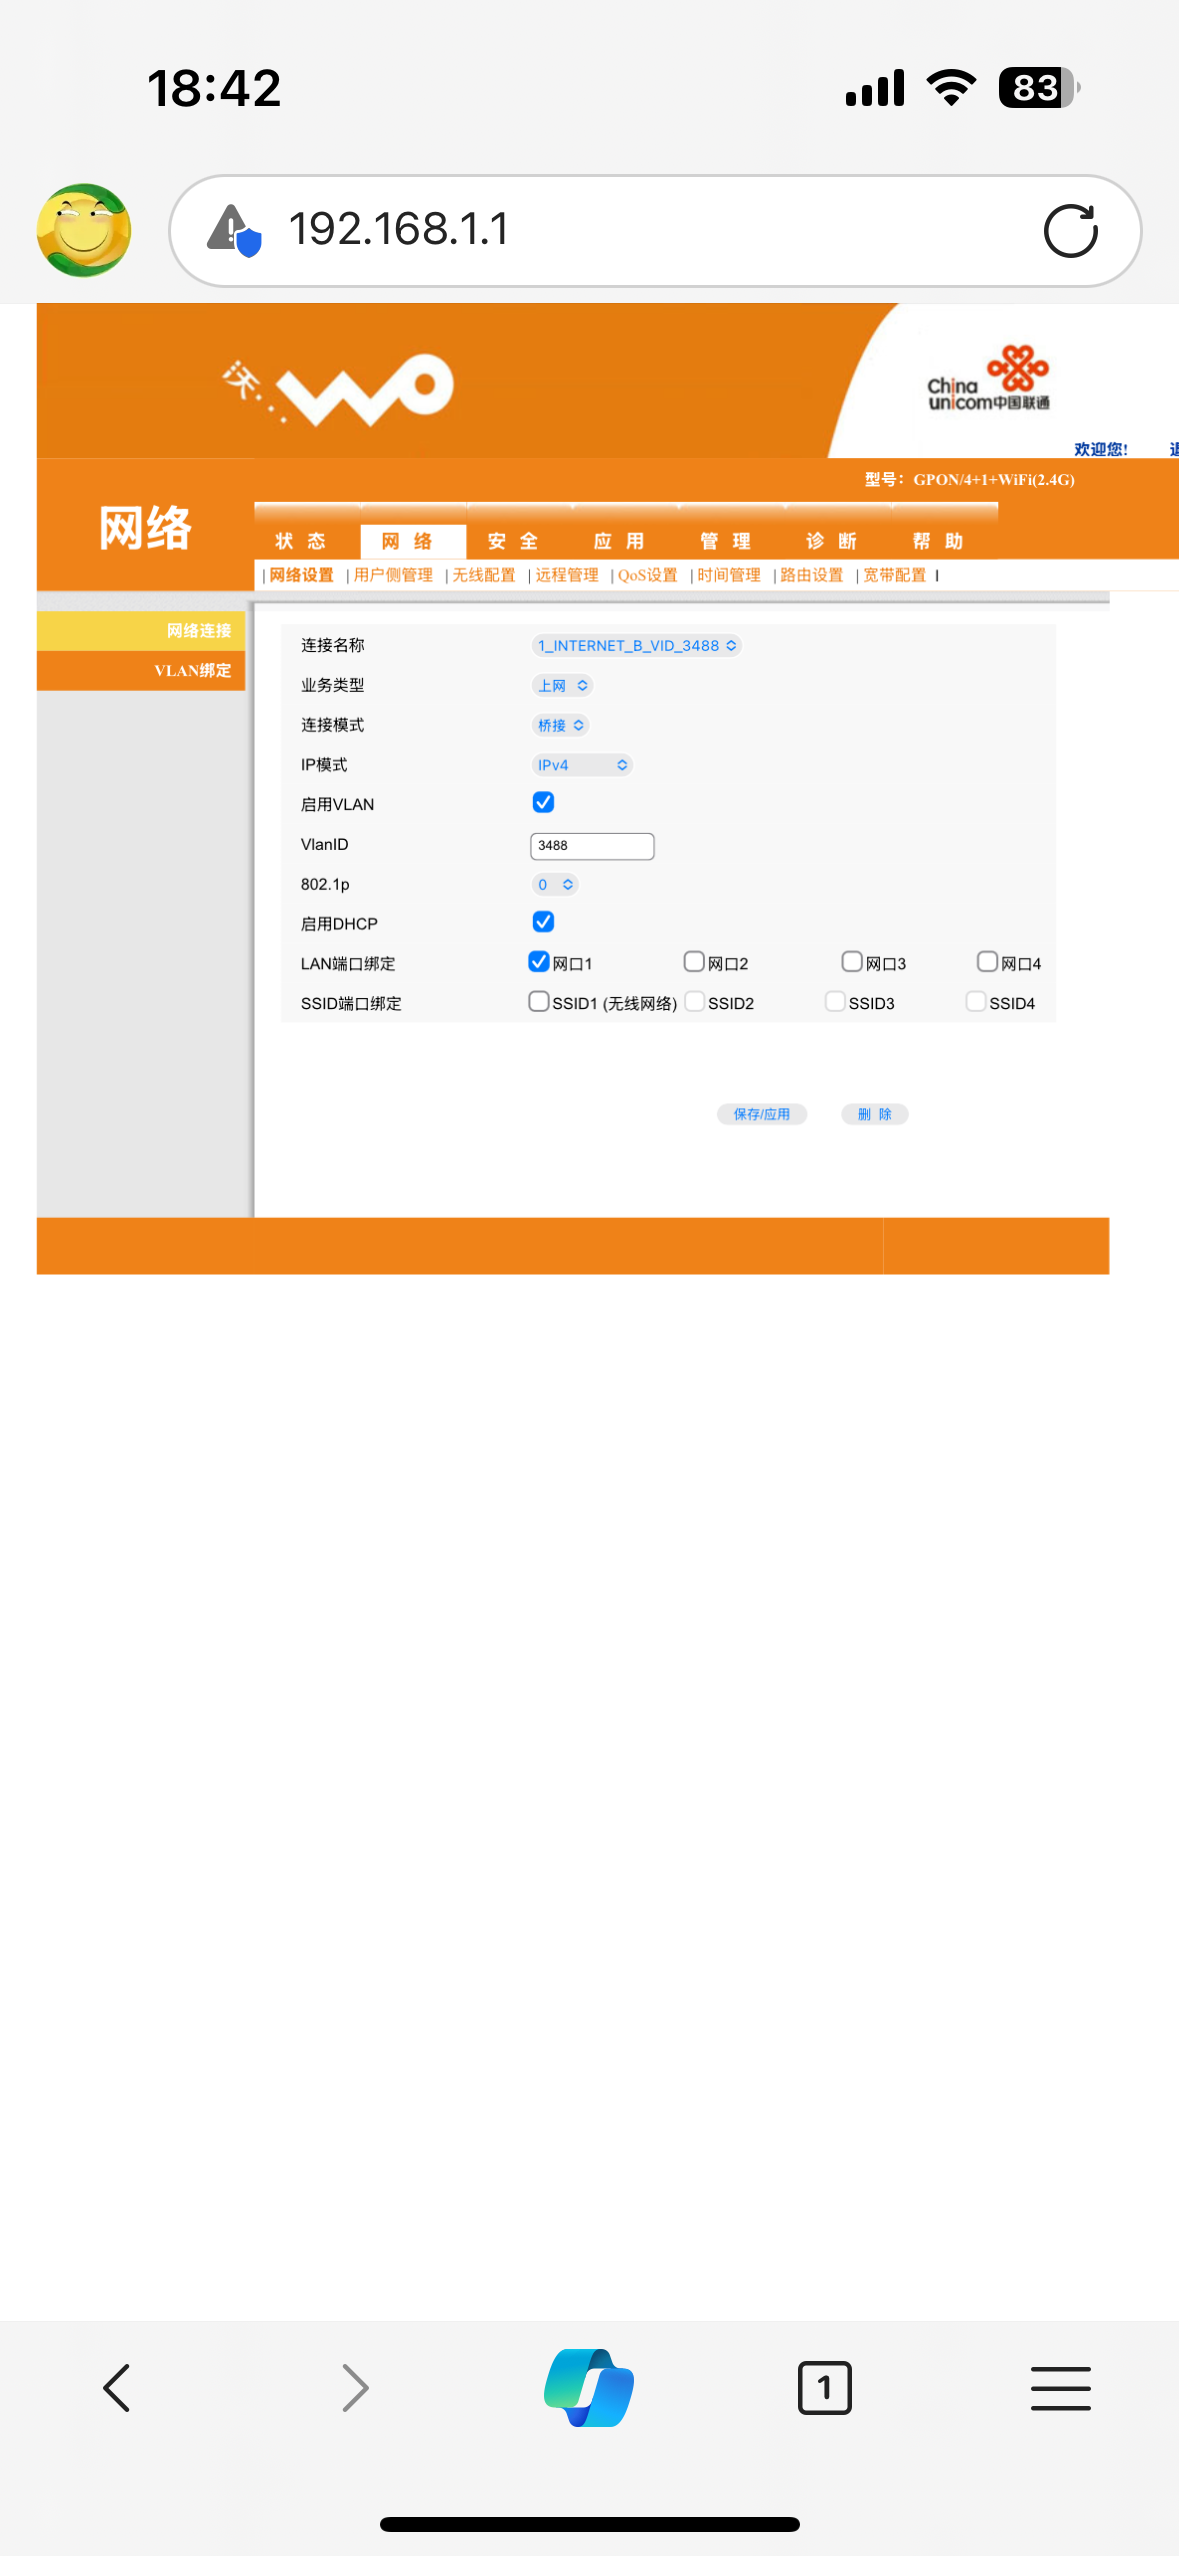 18:42
83
192.168.1.1
沃...
China
unicom中国联通
欢迎您!
型号：GPON/4+1+WiFi(2.4G)
网络
状 态 网 络 安 全 应 用 管 理 诊 断 帮 助
| 网络设置 | 用户侧管理 | 无线配置 | 远程管理 | QoS设置 | 时间管理 | 路由设置 | 宽带配置 |
网络连接
VLAN绑定
连接名称 1_INTERNET_B_VID_3488
业务类型 上网
连接模式 桥接
IP模式 IPv4
启用VLAN
VlanID 3488
802.1p 0
启用DHCP
LAN端口绑定 网口1 网口2 网口3 网口4
SSID端口绑定 SSID1 (无线网络) SSID2 SSID3 SSID4
保存/应用 删 除
1